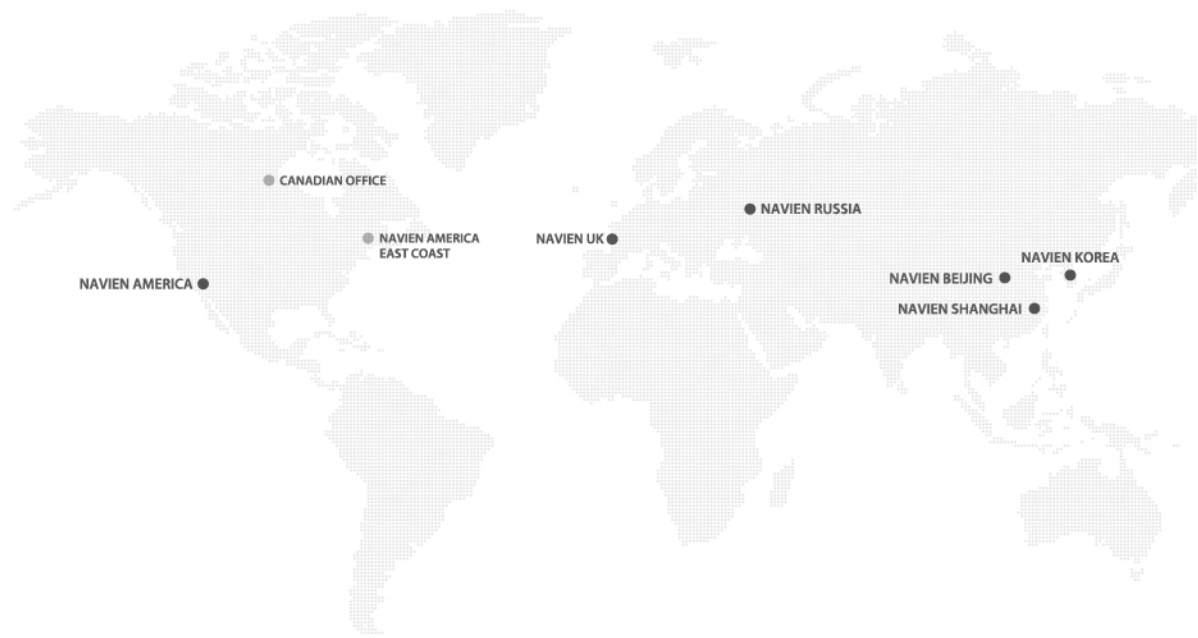 CANADIAN OFFICE
NAVIEN RUSSIA
NAVIEN AMERICA
EAST COAST
NAVIEN UK
NAVIEN KOREA
NAVIEN BEIJING
NAVIEN AMERICA
NAVIEN SHANGHAI